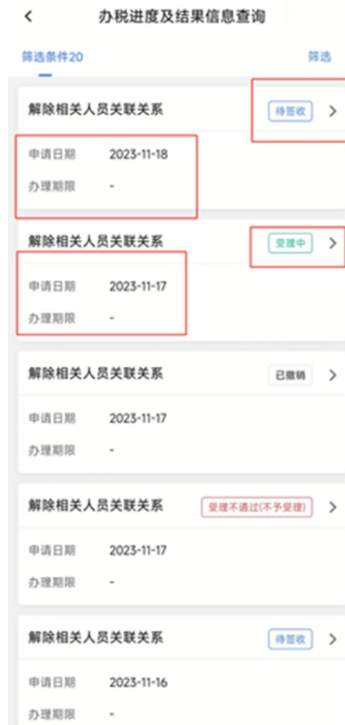 办税进度及结果信息查询
筛选条件20 筛选
解除相关人员关联关系 待签收
申请日期 2023-11-18
办理期限 -
解除相关人员关联关系 受理中
申请日期 2023-11-17
办理期限 -
解除相关人员关联关系 已撤销
申请日期 2023-11-17
办理期限 -
解除相关人员关联关系 受理不通过(不予受理)
申请日期 2023-11-17
办理期限 -
解除相关人员关联关系 待签收
申请日期 2023-11-16
办理期限 -